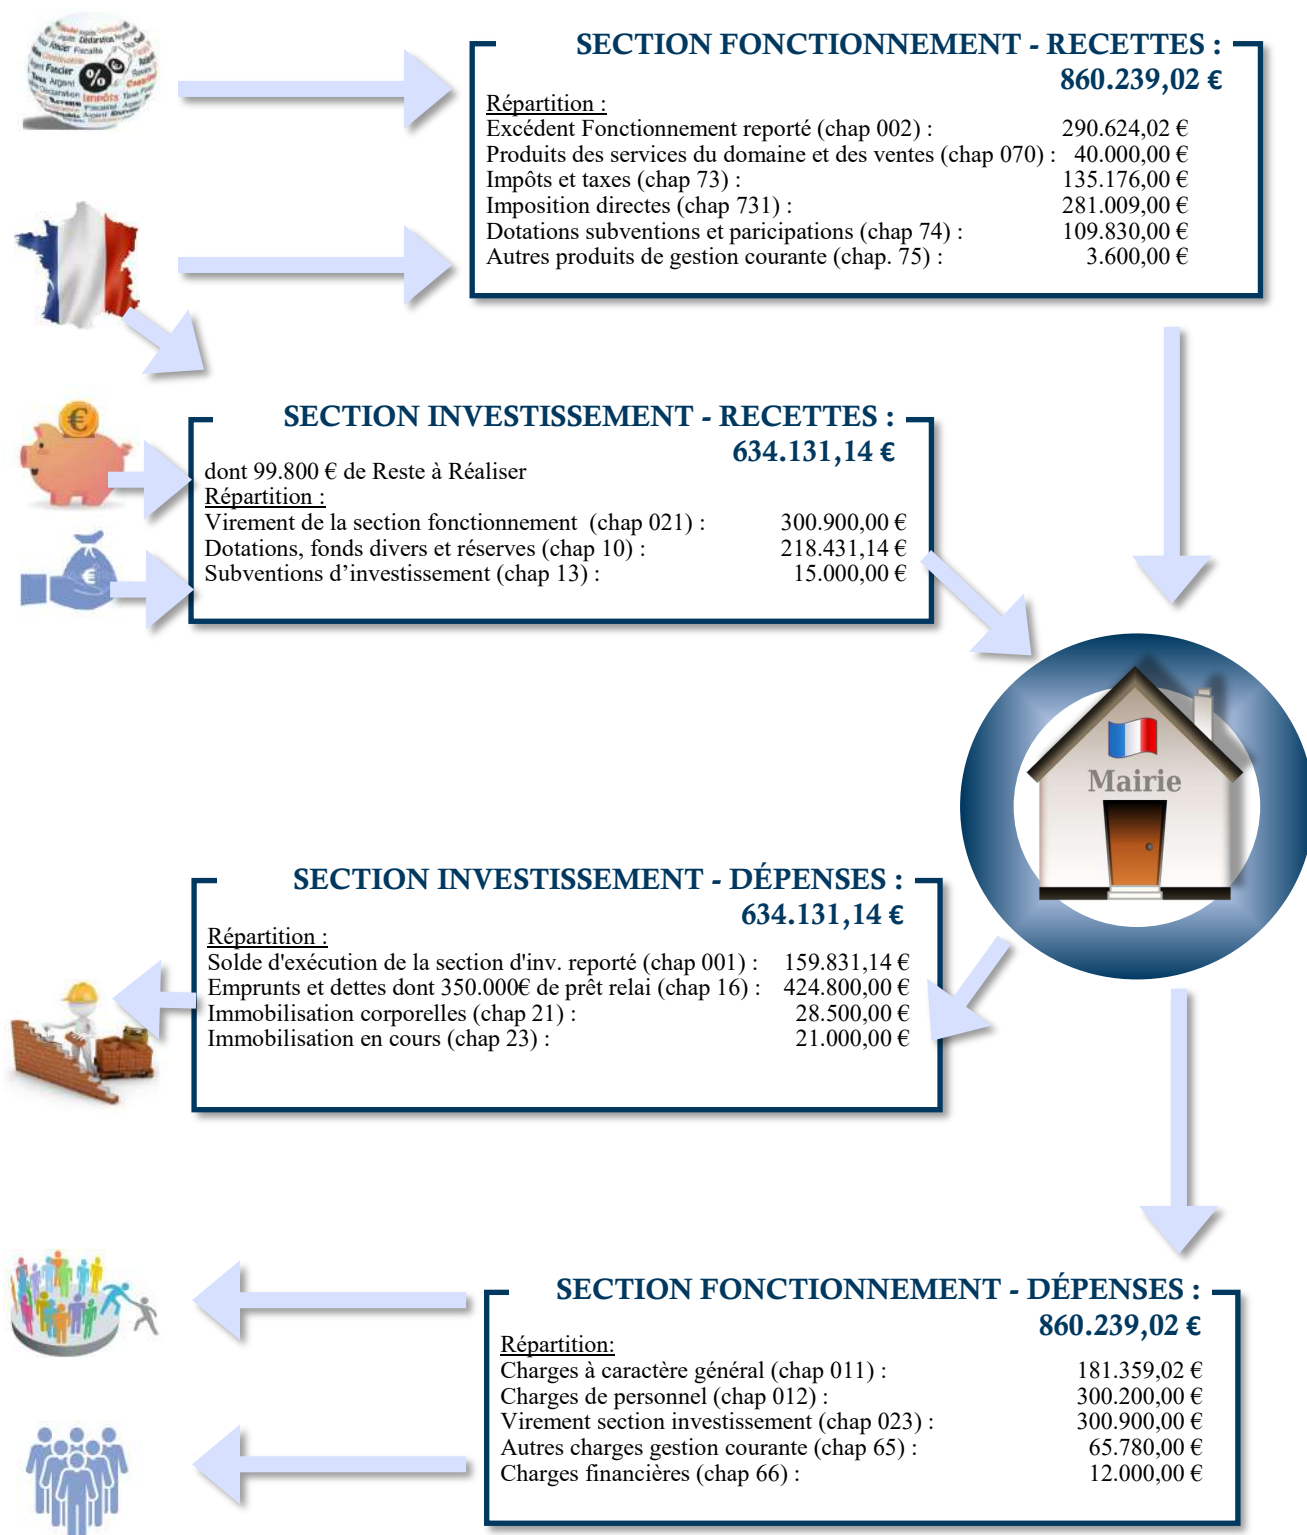 SECTION FONCTIONNEMENT - RECETTES :
860.239,02 €
Répartition :
Excédent Fonctionnement reporté (chap 002) : 290.624,02 €
Produits des services du domaine et des ventes (chap 070) : 40.000,00 €
Impôts et taxes (chap 73) : 135.176,00 €
Imposition directes (chap 731) : 281.009,00 €
Dotations subventions et paricipations (chap 74) : 109.830,00 €
Autres produits de gestion courante (chap. 75) : 3.600,00 €
SECTION INVESTISSEMENT - RECETTES :
634.131,14 €
dont 99.800 € de Reste à Réaliser
Répartition :
Virement de la section fonctionnement (chap 021) : 300.900,00 €
Dotations, fonds divers et réserves (chap 10) : 218.431,14 €
Subventions d’investissement (chap 13) : 15.000,00 €
Mairie
SECTION INVESTISSEMENT - DÉPENSES :
634.131,14 €
Répartition :
Solde d'exécution de la section d'inv. reporté (chap 001) : 159.831,14 €
Emprunts et dettes dont 350.000€ de prêt relai (chap 16) : 424.800,00 €
Immobilisation corporelles (chap 21) : 28.500,00 €
Immobilisation en cours (chap 23) : 21.000,00 €
SECTION FONCTIONNEMENT - DÉPENSES :
860.239,02 €
Répartition:
Charges à caractère général (chap 011) : 181.359,02 €
Charges de personnel (chap 012) : 300.200,00 €
Virement section investissement (chap 023) : 300.900,00 €
Autres charges gestion courante (chap 65) : 65.780,00 €
Charges financières (chap 66) : 12.000,00 €